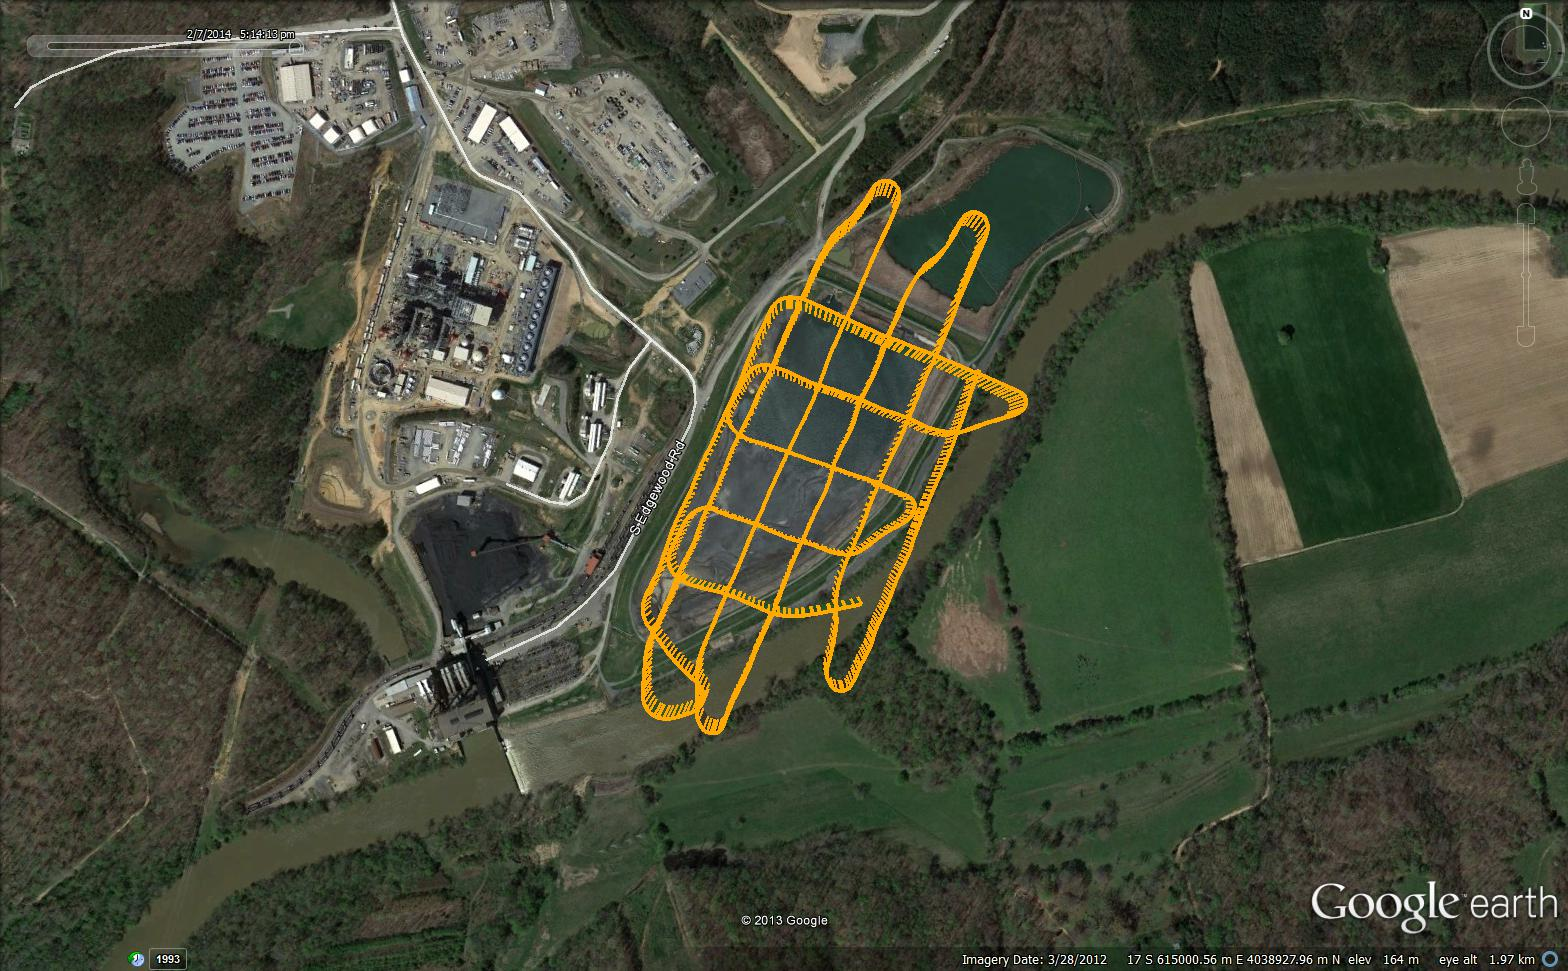 2/7/2014 5:14:13 pm
N
S-Edgewood-Rd
Google earth
© 2013 Google
1993
Imagery Date: 3/28/2012 17 S 615000.56 m E 4038927.96 m N elev 164 m eye alt 1.97 km